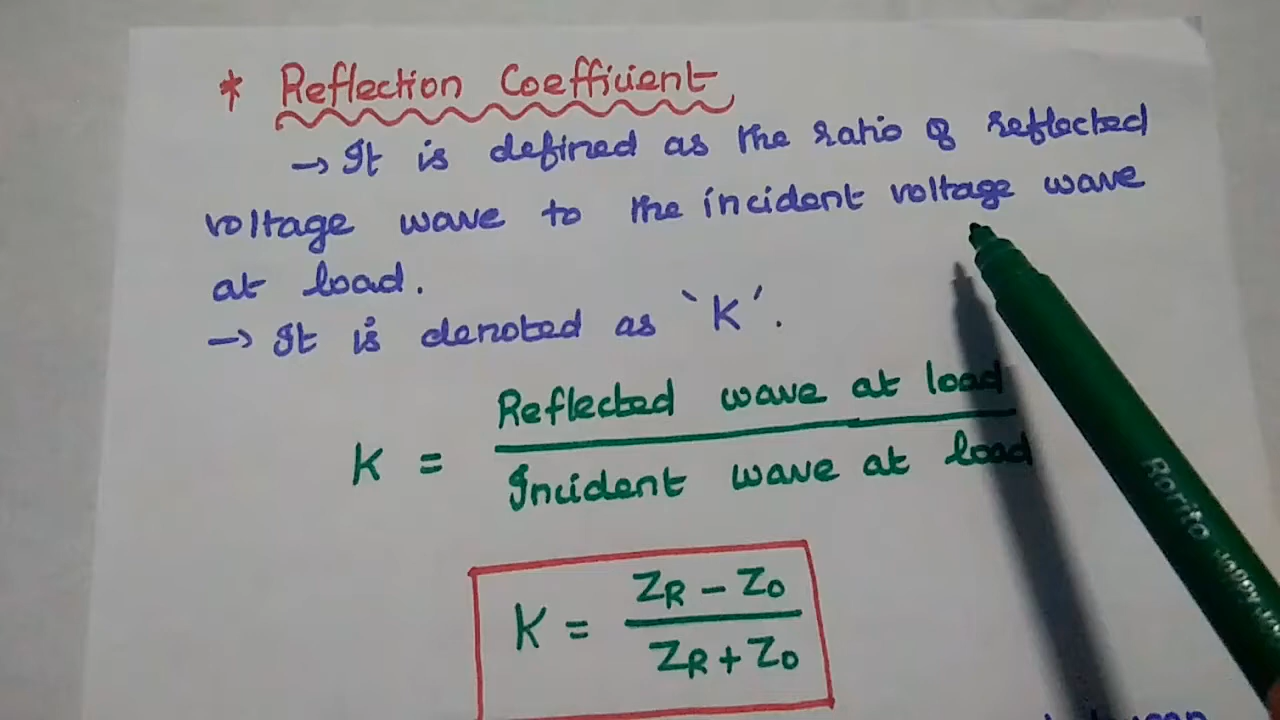 * Reflection Coefficient
→ It is defined as the ratio of reflected
voltage wave to the incident voltage wave
at load.
→ It is denoted as `K'.
K = Reflected wave at load
Incident wave at load
K = ZR - Z0
ZR + Z0
Rorito